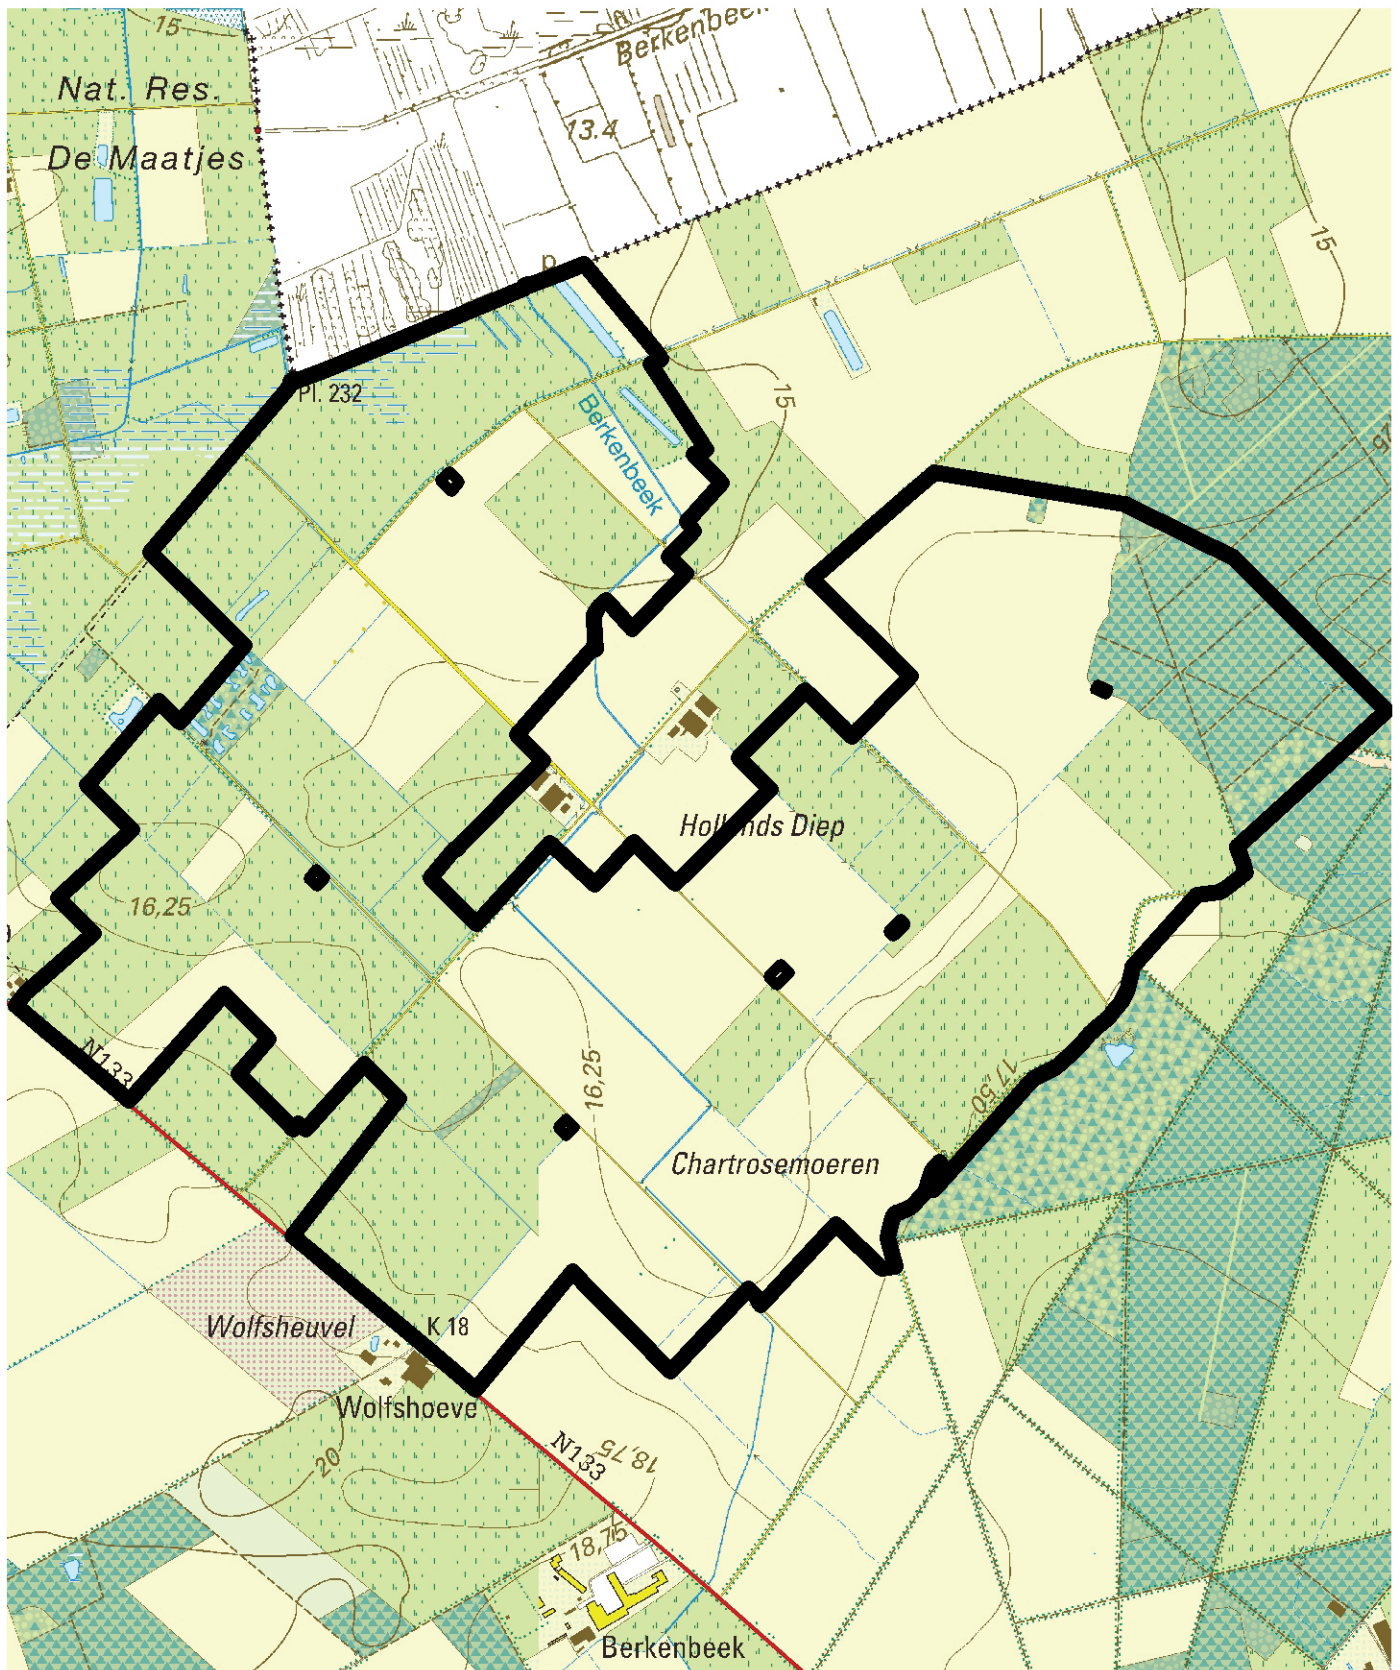 15
Nat. Res.
De Maatjes
Berkenbeek
13.4
15
p
Pl. 232
15
Berkenbeek
Hollands Diep
16,25
N133
16,25
17,50
Chartrosemoeren
Wolfsheuvel
K 18
Wolfshoeve
20
N133
18,75
18,75
Berkenbeek